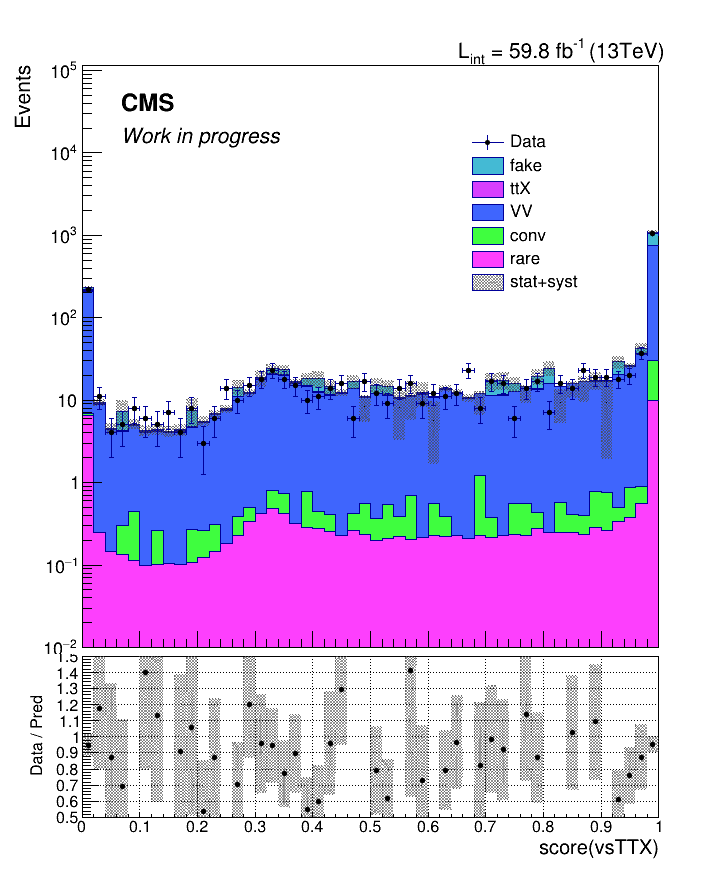 L_int = 59.8 fb^-1 (13TeV)
Events
10^5
10^4
10^3
10^2
10
1
10^−1
10^−2
CMS
Work in progress
Data
fake
ttX
VV
conv
rare
stat+syst
Data / Pred
1.5
1.4
1.3
1.2
1.1
1
0.9
0.8
0.7
0.6
0.5
0 0.1 0.2 0.3 0.4 0.5 0.6 0.7 0.8 0.9 1
score(vsTTX)